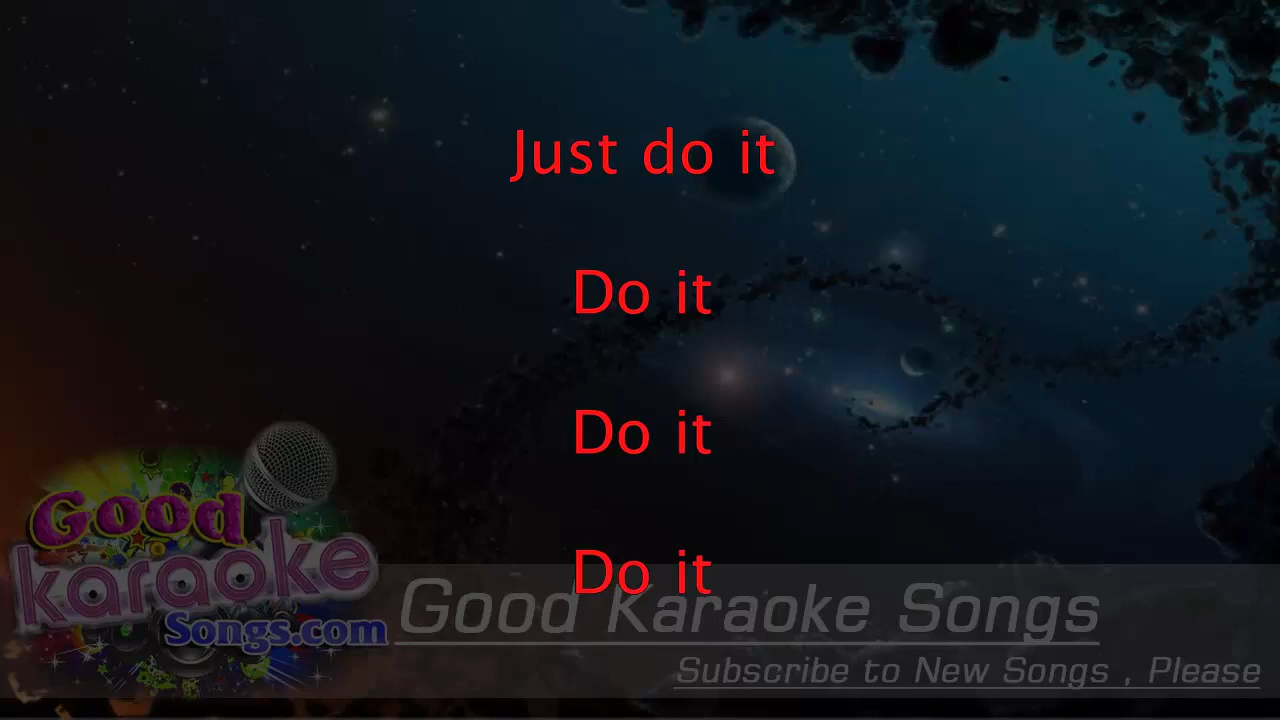 Just do it
Do it
Do it
Do it
Good
karaoke
Songs.com
Good Karaoke Songs
Subscribe to New Songs , Please